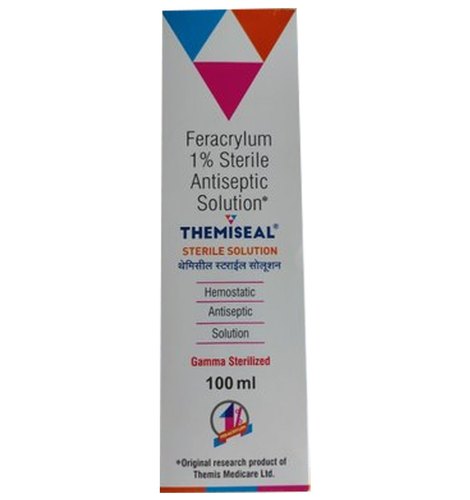 Feracrylum
1% Sterile
Antiseptic
Solution*
THEMISEAL®
STERILE SOLUTION
थेमिसील स्टराईल सोलूशन
Hemostatic
Antiseptic
Solution
Gamma Sterilized
100 ml
1%
*Original research product of
Themis Medicare Ltd.